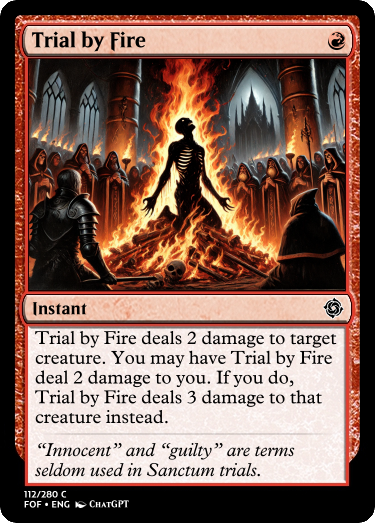 Trial by Fire
Instant
Trial by Fire deals 2 damage to target
creature. You may have Trial by Fire
deal 2 damage to you. If you do,
Trial by Fire deals 3 damage to that
creature instead.
“Innocent” and “guilty” are terms
seldom used in Sanctum trials.
112/280 C
FOF • ENG ChatGPT